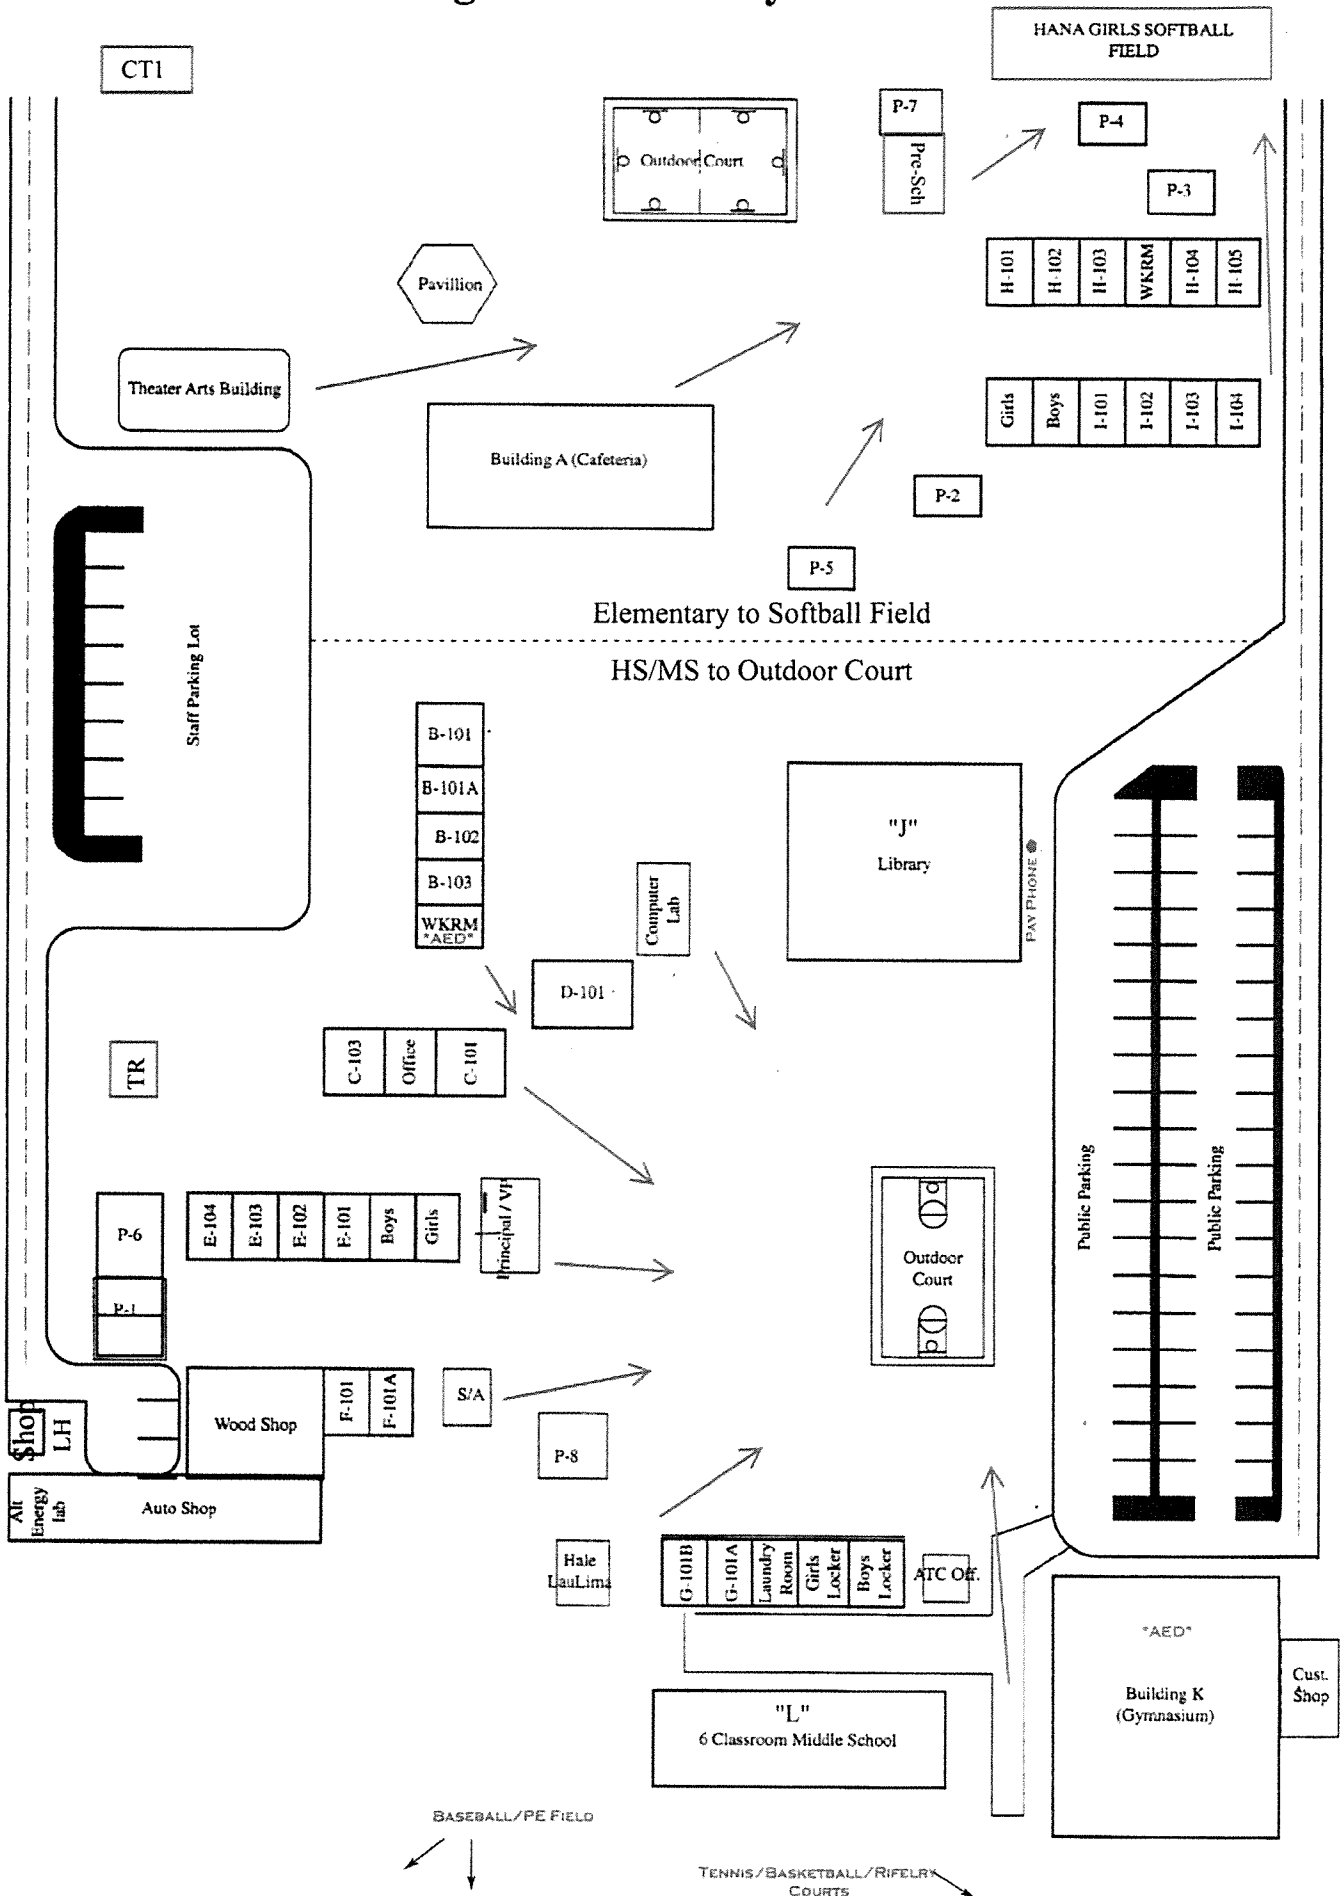 HANA GIRLS SOFTBALL
FIELD
CT1
P-7
Pre-Sch
P-4
P-3
Outdoor Court
H-101
H-102
H-103
WKRM
H-104
H-105
Pavillion
Theater Arts Building
Girls
Boys
I-101
I-102
I-103
I-104
Building A (Cafeteria)
P-2
P-5
Elementary to Softball Field
HS/MS to Outdoor Court
Staff Parking Lot
B-101
B-101A
B-102
B-103
WKRM
*AED*
"J"
Library
PAY PHONE
Computer
Lab
D-101
C-103
Office
C-101
TR
Public Parking
Public Parking
P-6
P-1
E-104
E-103
E-102
E-101
Boys
Girls
Principal / VP
Outdoor
Court
Wood Shop
F-101
F-101A
S/A
P-8
Shop
LH
Alt
Energy
lab
Auto Shop
Hale
LauLima
G-101B
G-101A
Laundry
Room
Girls
Locker
Boys
Locker
ATC Off.
*AED*
Building K
(Gymnasium)
Cust.
Shop
"L"
6 Classroom Middle School
BASEBALL/PE FIELD
TENNIS/BASKETBALL/RIFELRY
COURTS